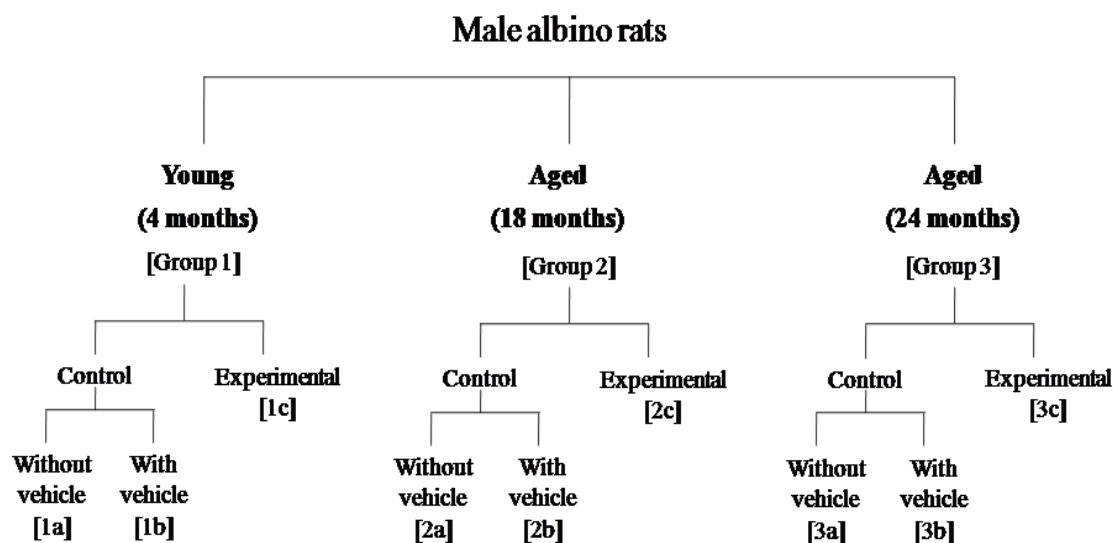 Male albino rats
Young
(4 months)
[Group 1]
Aged
(18 months)
[Group 2]
Aged
(24 months)
[Group 3]
Control
Experimental
[1c]
Control
Experimental
[2c]
Control
Experimental
[3c]
Without
vehicle
[1a]
With
vehicle
[1b]
Without
vehicle
[2a]
With
vehicle
[2b]
Without
vehicle
[3a]
With
vehicle
[3b]